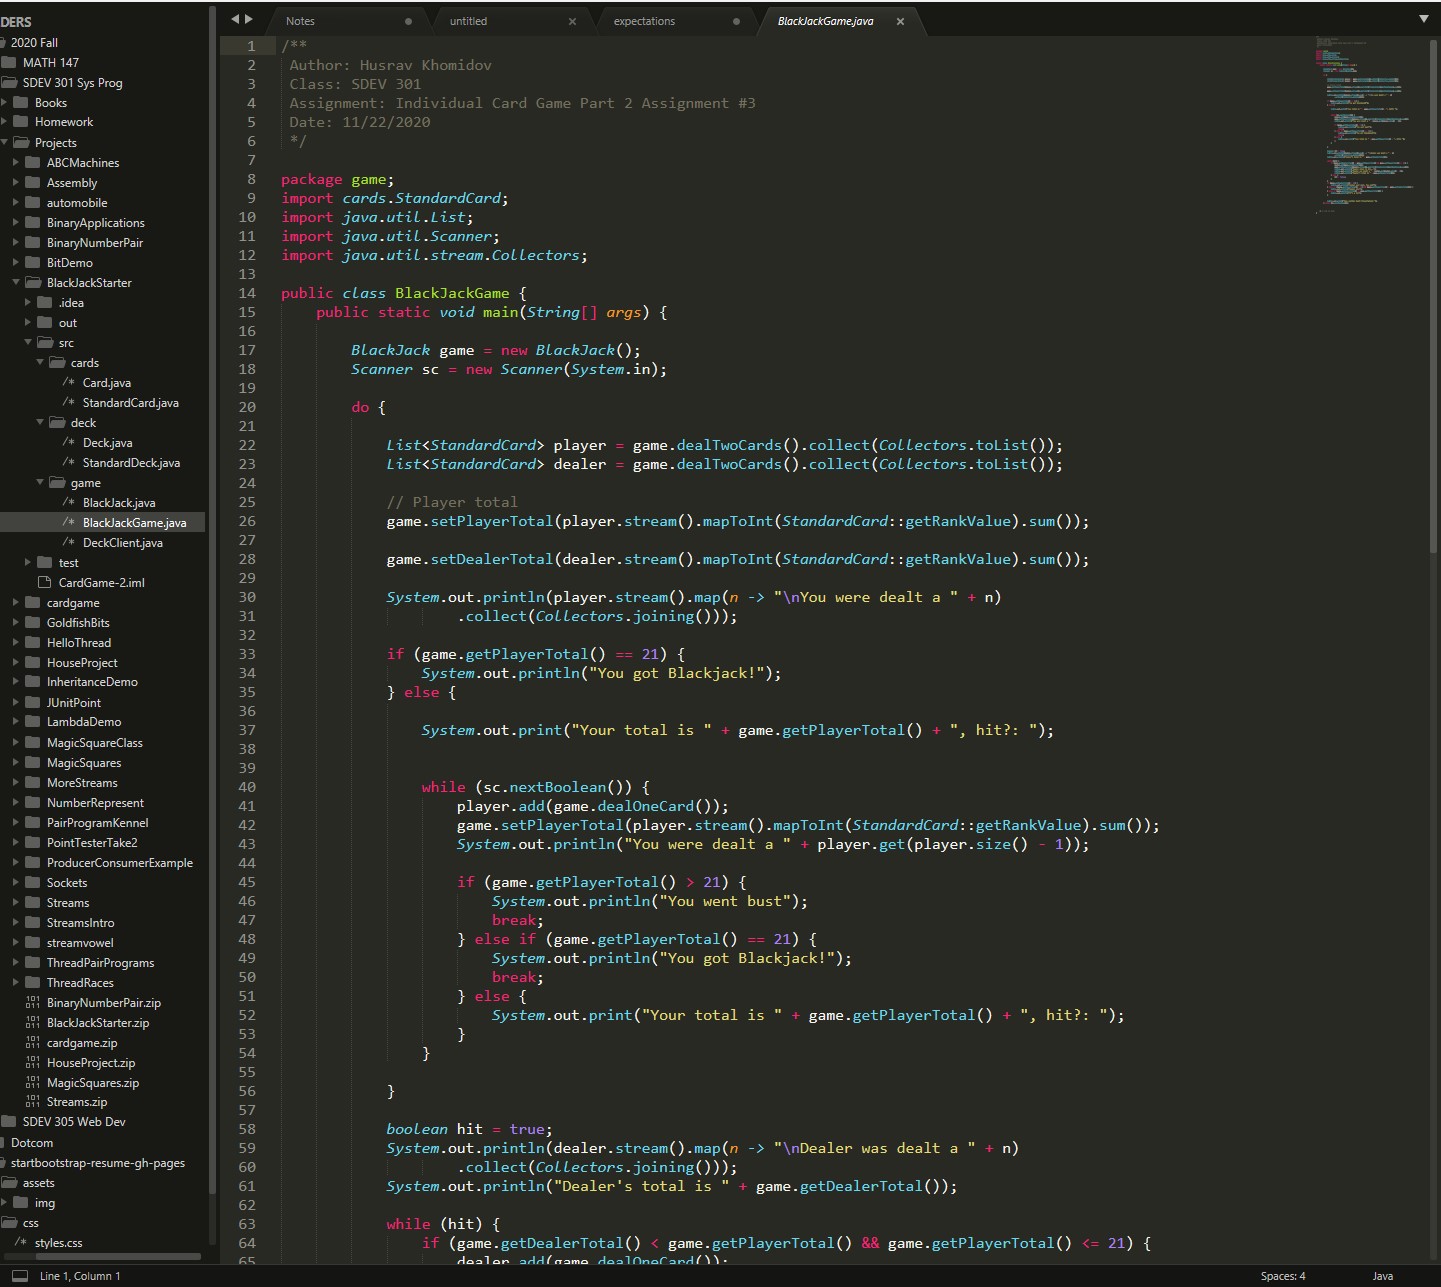 DERS
2020 Fall
MATH 147
SDEV 301 Sys Prog
Books
Homework
Projects
ABCMachines
Assembly
automobile
BinaryApplications
BinaryNumberPair
BitDemo
BlackJackStarter
.idea
out
src
cards
/* Card.java
/* StandardCard.java
deck
/* Deck.java
/* StandardDeck.java
game
/* BlackJack.java
/* BlackJackGame.java
/* DeckClient.java
test
CardGame-2.iml
cardgame
GoldfishBits
HelloThread
HouseProject
InheritanceDemo
JUnitPoint
LambdaDemo
MagicSquareClass
MagicSquares
MoreStreams
NumberRepresent
PairProgramKennel
PointTesterTake2
ProducerConsumerExample
Sockets
Streams
StreamsIntro
streamvowel
ThreadPairPrograms
ThreadRaces
BinaryNumberPair.zip
BlackJackStarter.zip
cardgame.zip
HouseProject.zip
MagicSquares.zip
Streams.zip
SDEV 305 Web Dev
Dotcom
startbootstrap-resume-gh-pages
assets
img
css
/* styles.css
Notes untitled × expectations BlackJackGame.java ×
1 /**
2 Author: Husrav Khomidov
3 Class: SDEV 301
4 Assignment: Individual Card Game Part 2 Assignment #3
5 Date: 11/22/2020
6 */
7
8 package game;
9 import cards.StandardCard;
10 import java.util.List;
11 import java.util.Scanner;
12 import java.util.stream.Collectors;
13
14 public class BlackJackGame {
15 public static void main(String[] args) {
16
17 BlackJack game = new BlackJack();
18 Scanner sc = new Scanner(System.in);
19
20 do {
21
22 List<StandardCard> player = game.dealTwoCards().collect(Collectors.toList());
23 List<StandardCard> dealer = game.dealTwoCards().collect(Collectors.toList());
24
25 // Player total
26 game.setPlayerTotal(player.stream().mapToInt(StandardCard::getRankValue).sum());
27
28 game.setDealerTotal(dealer.stream().mapToInt(StandardCard::getRankValue).sum());
29
30 System.out.println(player.stream().map(n -> "\nYou were dealt a " + n)
31 .collect(Collectors.joining()));
32
33 if (game.getPlayerTotal() == 21) {
34 System.out.println("You got Blackjack!");
35 } else {
36
37 System.out.print("Your total is " + game.getPlayerTotal() + ", hit?: ");
38
39
40 while (sc.nextBoolean()) {
41 player.add(game.dealOneCard());
42 game.setPlayerTotal(player.stream().mapToInt(StandardCard::getRankValue).sum());
43 System.out.println("You were dealt a " + player.get(player.size() - 1));
44
45 if (game.getPlayerTotal() > 21) {
46 System.out.println("You went bust");
47 break;
48 } else if (game.getPlayerTotal() == 21) {
49 System.out.println("You got Blackjack!");
50 break;
51 } else {
52 System.out.print("Your total is " + game.getPlayerTotal() + ", hit?: ");
53 }
54 }
55
56 }
57
58 boolean hit = true;
59 System.out.println(dealer.stream().map(n -> "\nDealer was dealt a " + n)
60 .collect(Collectors.joining()));
61 System.out.println("Dealer's total is " + game.getDealerTotal());
62
63 while (hit) {
64 if (game.getDealerTotal() < game.getPlayerTotal() && game.getPlayerTotal() <= 21) {
65 dealer.add(game.dealOneCard());
Line 1, Column 1
Spaces: 4 Java